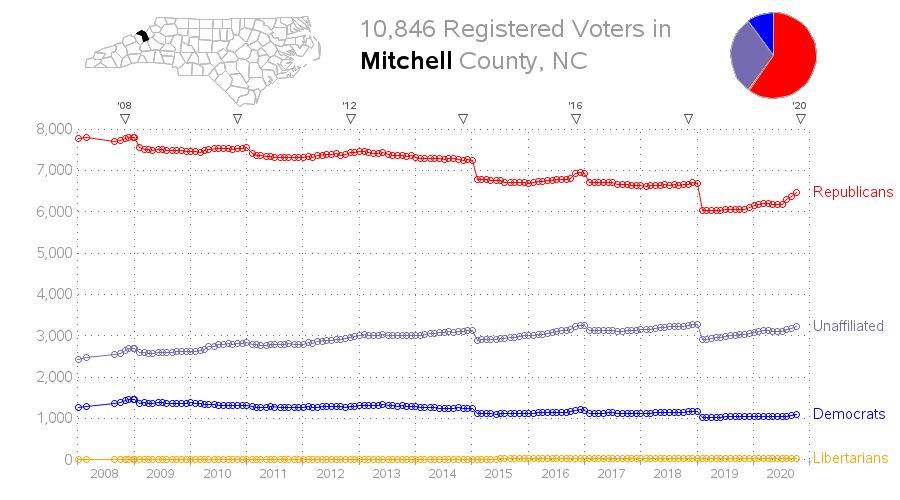 10,846 Registered Voters in
Mitchell County, NC
'08 '12 '16 '20
8,000
7,000
Republicans
6,000
5,000
4,000
Unaffiliated
3,000
2,000
Democrats
1,000
Libertarians
0
2008 2009 2010 2011 2012 2013 2014 2015 2016 2017 2018 2019 2020